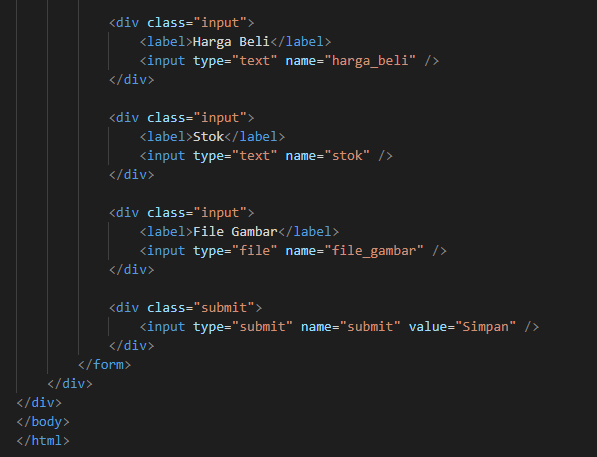 <div class="input">
<label>Harga Beli</label>
<input type="text" name="harga_beli" />
</div>
<div class="input">
<label>Stok</label>
<input type="text" name="stok" />
</div>
<div class="input">
<label>File Gambar</label>
<input type="file" name="file_gambar" />
</div>
<div class="submit">
<input type="submit" name="submit" value="Simpan" />
</div>
</form>
</div>
</div>
</body>
</html>